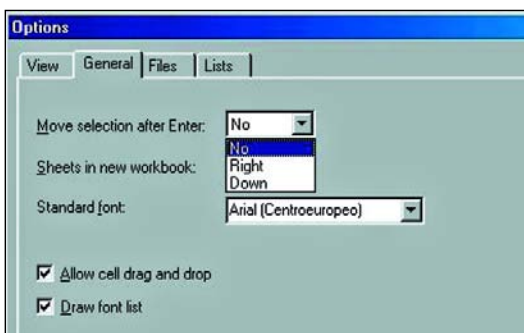 Options
View General Files Lists
Move selection after Enter: No
No
Sheets in new workbook: Right
Down
Standard font: Arial (Centroeuropeo)
Allow cell drag and drop
Draw font list